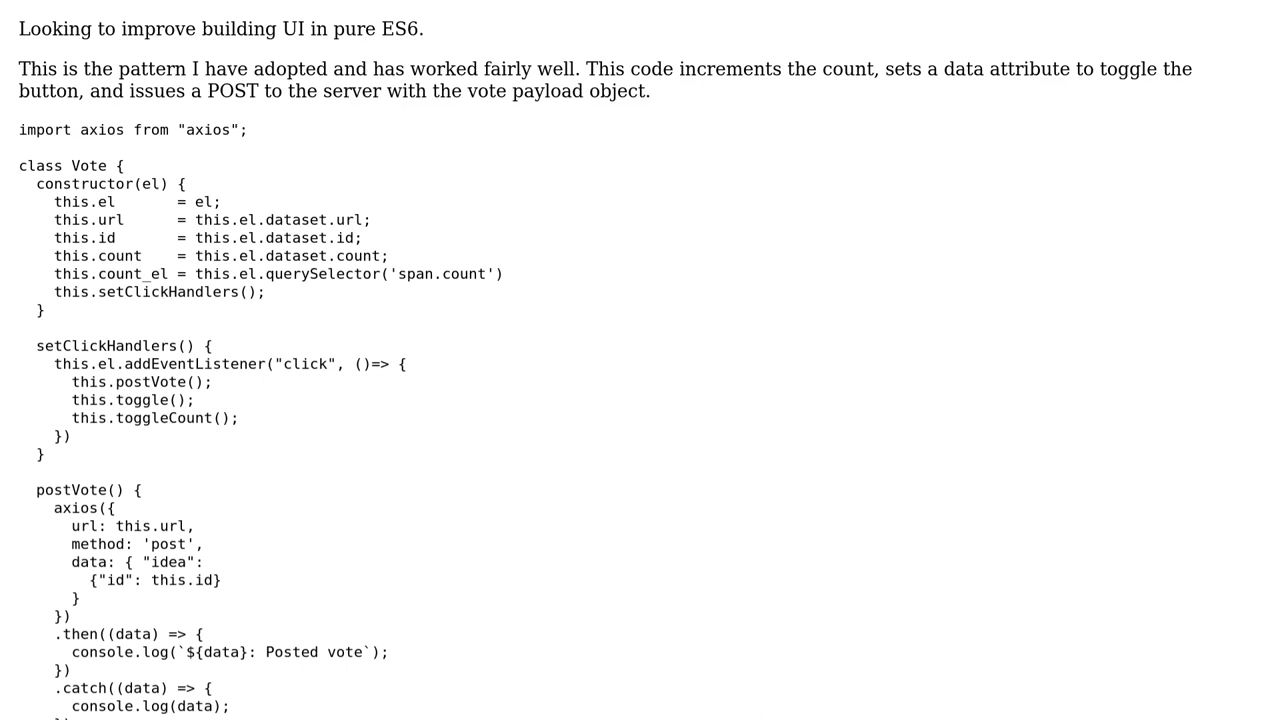 Looking to improve building UI in pure ES6.
This is the pattern I have adopted and has worked fairly well. This code increments the count, sets a data attribute to toggle the
button, and issues a POST to the server with the vote payload object.
import axios from "axios";
class Vote {
  constructor(el) {
    this.el       = el;
    this.url      = this.el.dataset.url;
    this.id       = this.el.dataset.id;
    this.count    = this.el.dataset.count;
    this.count_el = this.el.querySelector('span.count')
    this.setClickHandlers();
  }
  setClickHandlers() {
    this.el.addEventListener("click", ()=> {
      this.postVote();
      this.toggle();
      this.toggleCount();
    })
  }
  postVote() {
    axios({
      url: this.url,
      method: 'post',
      data: { "idea":
        {"id": this.id}
      }
    })
    .then((data) => {
      console.log(`${data}: Posted vote`);
    })
    .catch((data) => {
      console.log(data);